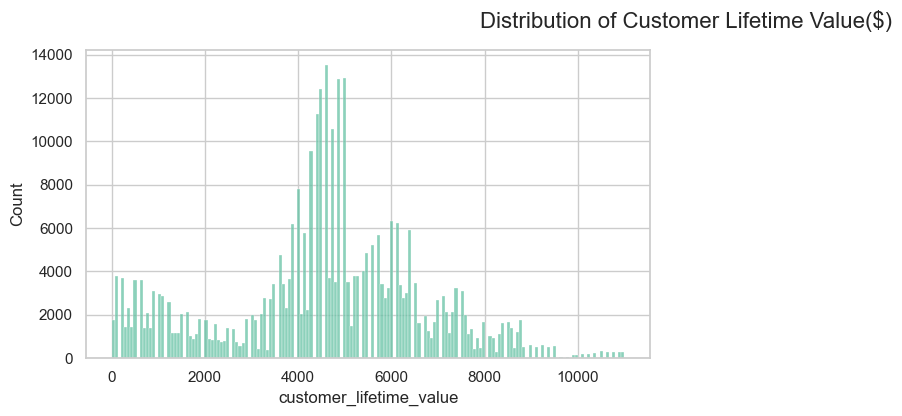 Distribution of Customer Lifetime Value($)
14000
12000
10000
8000
6000
4000
2000
0
Count
0 2000 4000 6000 8000 10000
customer_lifetime_value